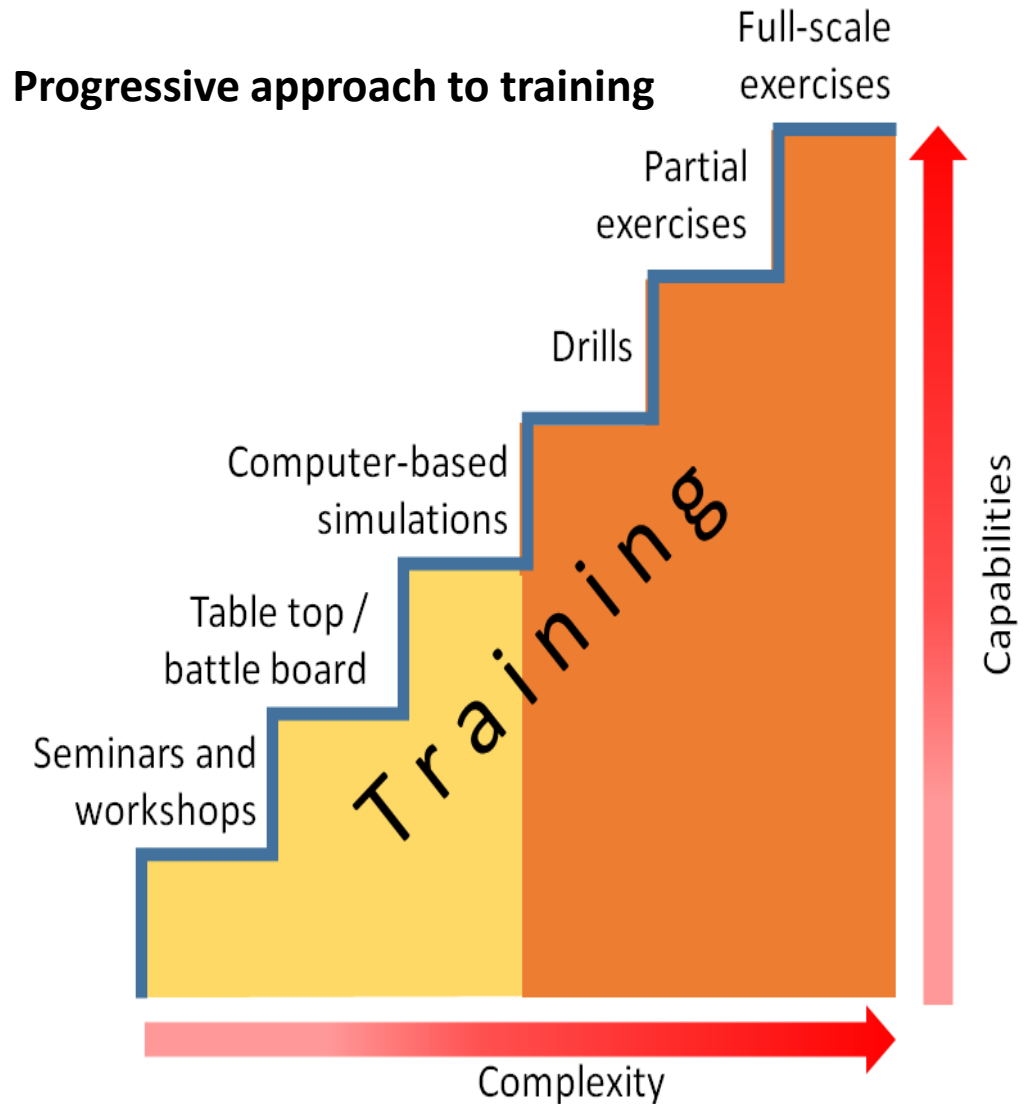 Progressive approach to training
Full-scale
exercises
Partial
exercises
Drills
Computer-based
simulations
Table top /
battle board
Seminars and
workshops
Training
Capabilities
Complexity